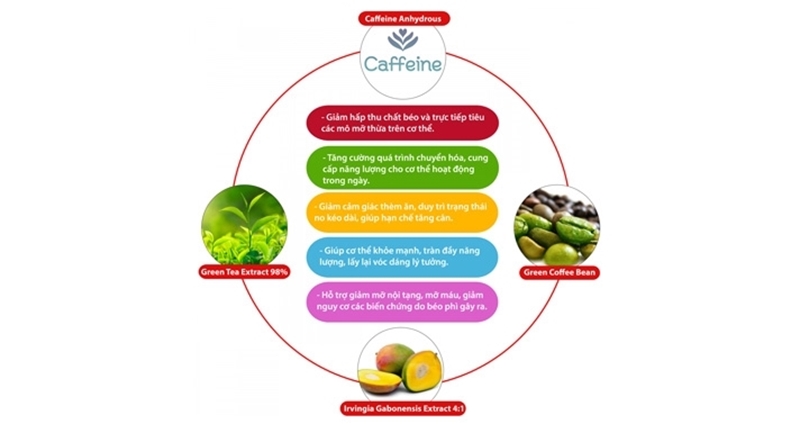 Caffeine Anhydrous
Caffeine
- Giảm hấp thu chất béo và trực tiếp tiêu
các mô mỡ thừa trên cơ thể.
- Tăng cường quá trình chuyển hóa, cung
cấp năng lượng cho cơ thể hoạt động
trong ngày.
- Giảm cảm giác thèm ăn, duy trì trạng thái
no kéo dài, giúp hạn chế tăng cân.
- Giúp cơ thể khỏe mạnh, tràn đầy năng
lượng, lấy lại vóc dáng lý tưởng.
- Hỗ trợ giảm mỡ nội tạng, mỡ máu, giảm
nguy cơ các biến chứng do béo phì gây ra.
Green Tea Extract 98%
Green Coffee Bean
Irvingia Gabonensis Extract 4:1